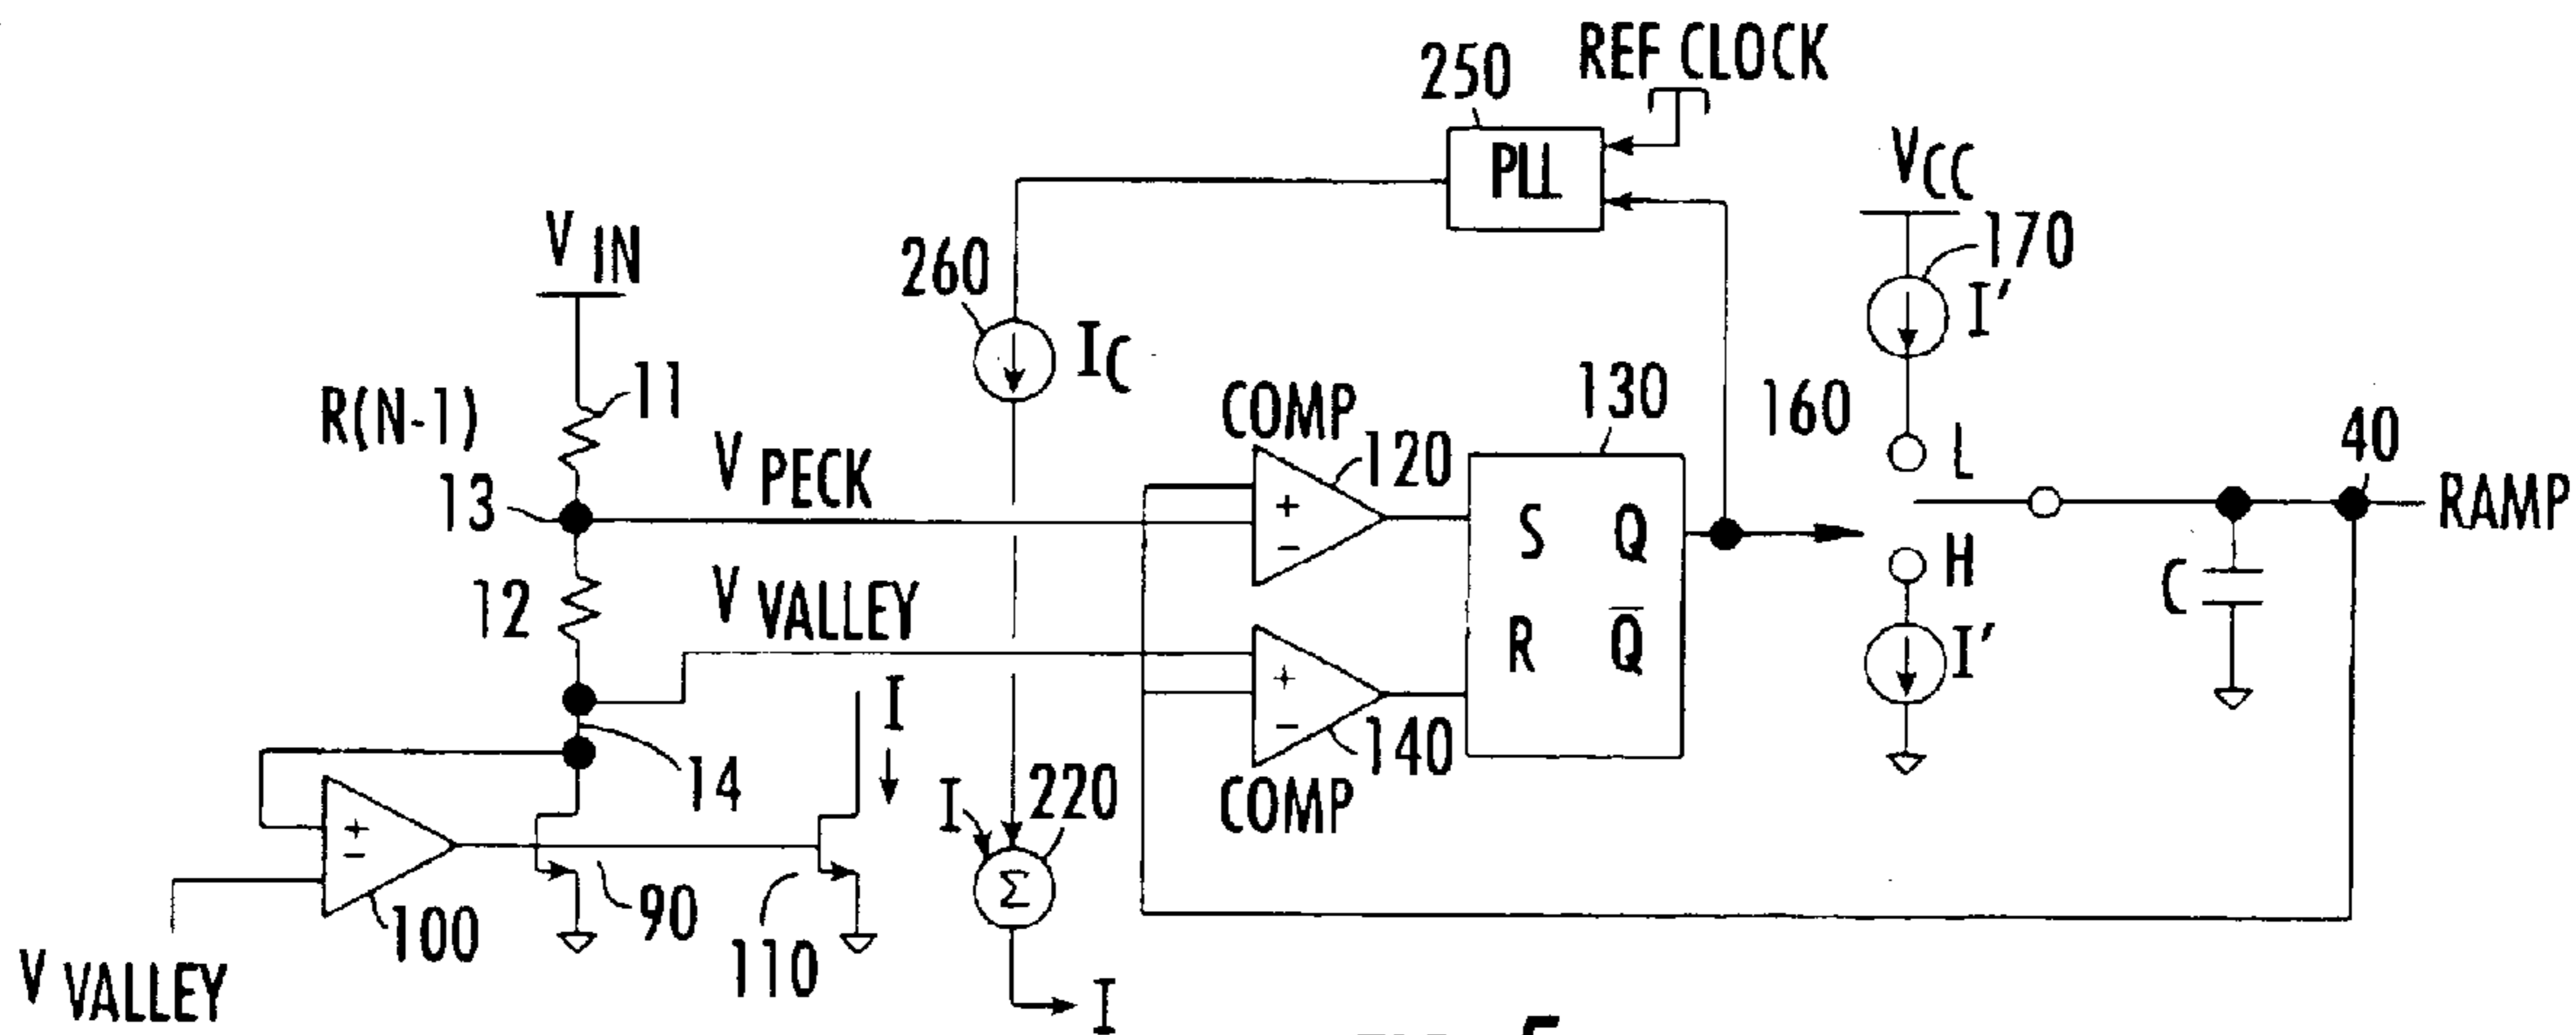 REF CLOCK
250
PLL
VCC
170
I'
V IN
260
IC
R(N-1)
11
COMP
130
160
L
40
V PECK
120
13
+
-
S Q
RAMP
12
V VALLEY
H
R Q̅
C
I'
I
+
-
140
14
I
220
COMP
+
-
Σ
100
90
110
V VALLEY
I